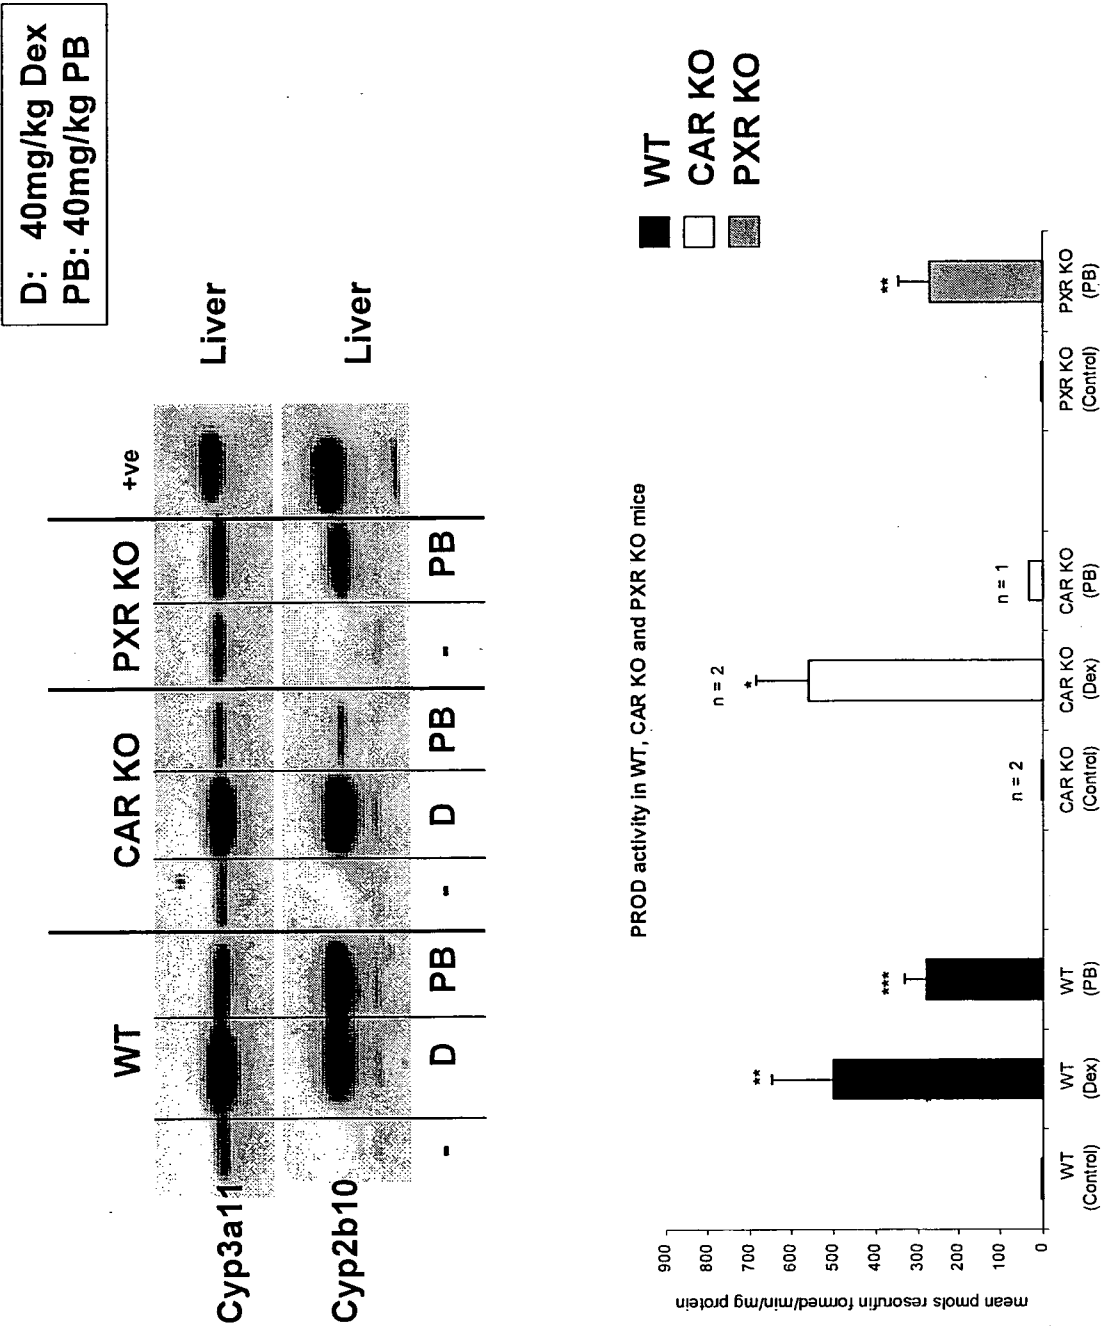 D: 40mg/kg Dex
PB: 40mg/kg PB
WT
CAR KO
PXR KO
+ve
Cyp3a11
Liver
Cyp2b10
Liver
- D PB - D PB - PB
PROD activity in WT, CAR KO and PXR KO mice
WT
CAR KO
PXR KO
mean pmols resorufin formed/min/mg protein
900
800
700
600
500
400
300
200
100
0
**
***
n = 2
n = 2
*
n = 1
**
WT
(Control)
WT
(Dex)
WT
(PB)
CAR KO
(Control)
CAR KO
(Dex)
CAR KO
(PB)
PXR KO
(Control)
PXR KO
(PB)